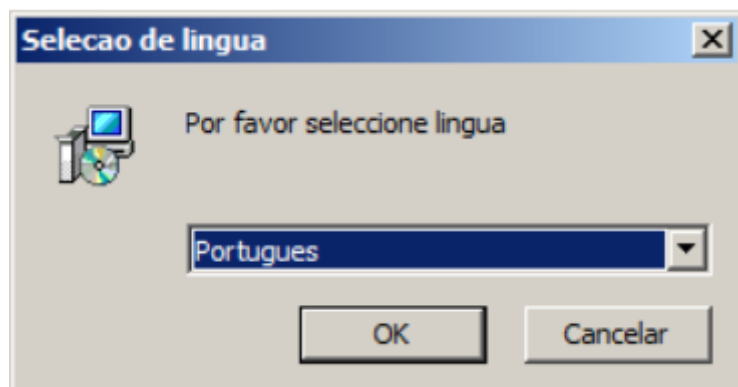 Selecao de lingua
Por favor seleccione lingua
Portugues
OK
Cancelar